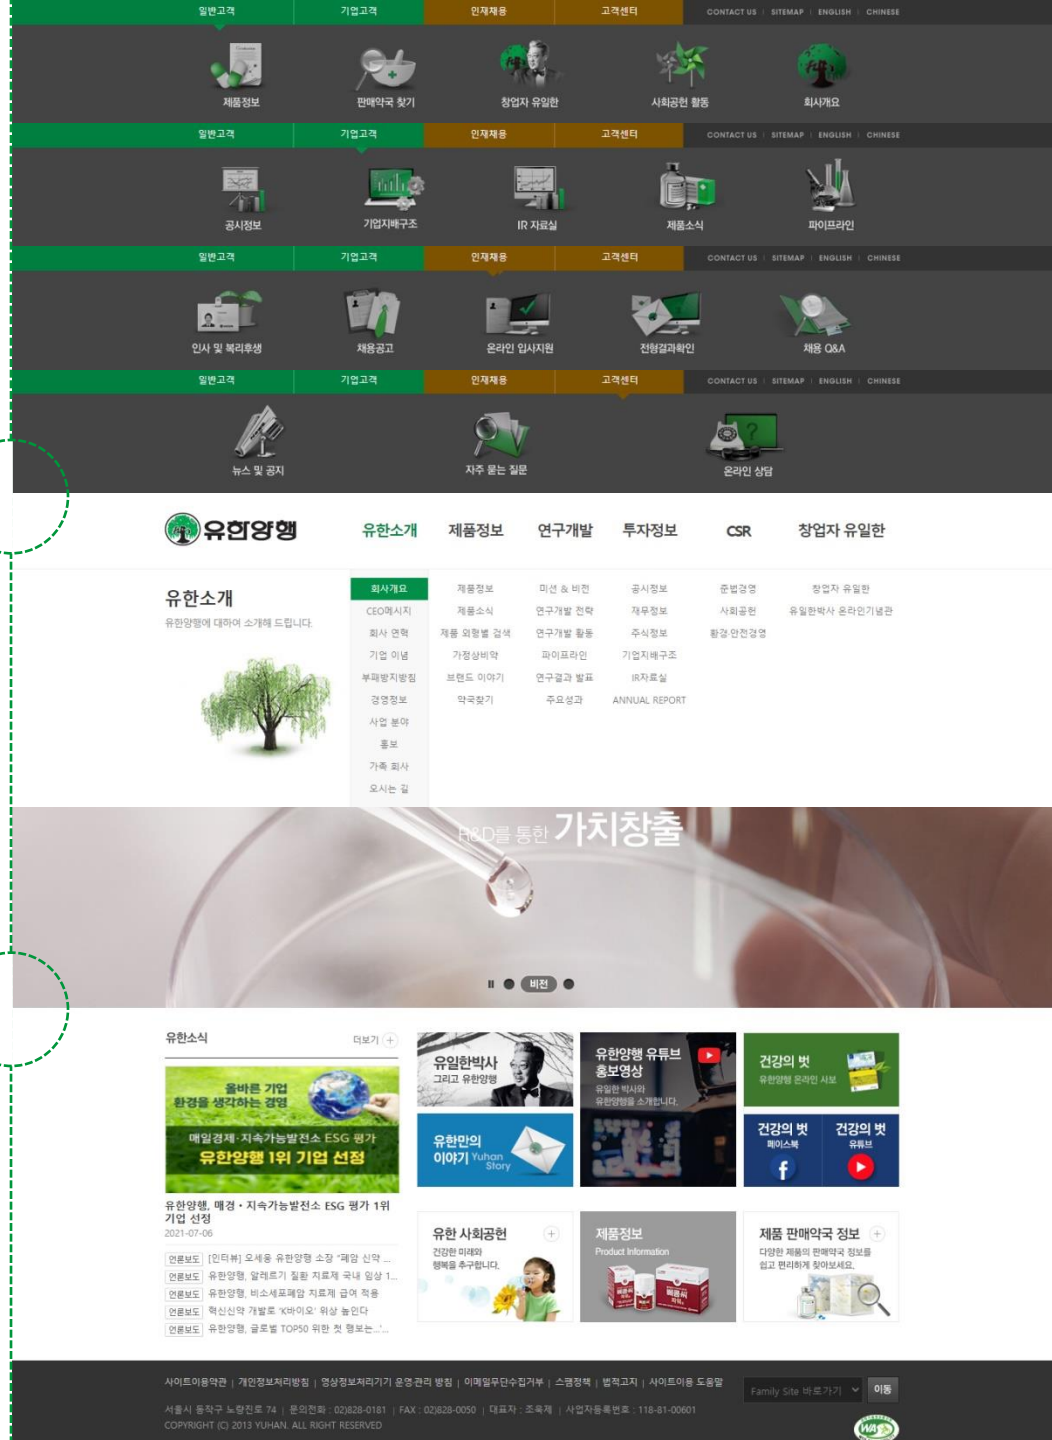 일반고객 기업고객 인재채용 고객센터 CONTACT US | SITEMAP | ENGLISH | CHINESE
제품정보 판매약국 찾기 창업자 유일한 사회공헌 활동 회사개요
일반고객 기업고객 인재채용 고객센터 CONTACT US | SITEMAP | ENGLISH | CHINESE
공시정보 기업지배구조 IR 자료실 제품소식 파이프라인
일반고객 기업고객 인재채용 고객센터 CONTACT US | SITEMAP | ENGLISH | CHINESE
인사 및 복리후생 채용공고 온라인 입사지원 전형결과확인 채용 Q&A
일반고객 기업고객 인재채용 고객센터 CONTACT US | SITEMAP | ENGLISH | CHINESE
뉴스 및 공지 자주 묻는 질문 온라인 상담
유한양행 유한소개 제품정보 연구개발 투자정보 CSR 창업자 유일한
유한소개
유한양행에 대하여 소개해 드립니다.
회사개요 제품정보 미션 & 비전 공시정보 준법경영 창업자 유일한
CEO메시지 제품소식 연구개발 전략 재무정보 사회공헌 유일한박사 온라인기념관
회사 연혁 제품 외형별 검색 연구개발 활동 주식정보 환경·안전경영
기업 이념 가정상비약 파이프라인 기업지배구조
부패방지방침 브랜드 이야기 연구결과 발표 IR자료실
경영정보 약국찾기 주요성과 ANNUAL REPORT
사업 분야
홍보
가족 회사
오시는 길
R&D를 통한 가치창출
비전
유한소식 더보기
올바른 기업
환경을 생각하는 경영
매일경제·지속가능발전소 ESG 평가
유한양행 1위 기업 선정
유한양행, 매경・지속가능발전소 ESG 평가 1위
기업 선정
2021-07-06
언론보도 [인터뷰] 오세웅 유한양행 소장 "폐암 신약 ...
언론보도 유한양행, 알레르기 질환 치료제 국내 임상 1...
언론보도 유한양행, 비소세포폐암 치료제 급여 적용
언론보도 혁신신약 개발로 'K바이오' 위상 높인다
언론보도 유한양행, 글로벌 TOP50 위한 첫 행보는...'...
유일한박사
그리고 유한양행
유한만의
이야기 Yuhan
Story
유한양행 유튜브
홍보영상
유일한 박사와
유한양행을 소개합니다.
건강의 벗
유한양행 온라인 사보
건강의 벗
페이스북
건강의 벗
유튜브
유한 사회공헌
건강한 미래와
행복을 추구합니다.
제품정보
Product Information
삐콤씨
제품 판매약국 정보
다양한 제품의 판매약국 정보를
쉽고 편리하게 찾아보세요.
사이트이용약관 | 개인정보처리방침 | 영상정보처리기기 운영·관리 방침 | 이메일무단수집거부 | 스팸정책 | 법적고지 | 사이트이용 도움말
Family Site 바로가기 이동
서울시 동작구 노량진로 74 | 문의전화 : 02)828-0181 | FAX : 02)828-0050 | 대표자 : 조욱제 | 사업자등록번호 : 118-81-00601
COPYRIGHT (C) 2013 YUHAN. ALL RIGHT RESERVED
WA